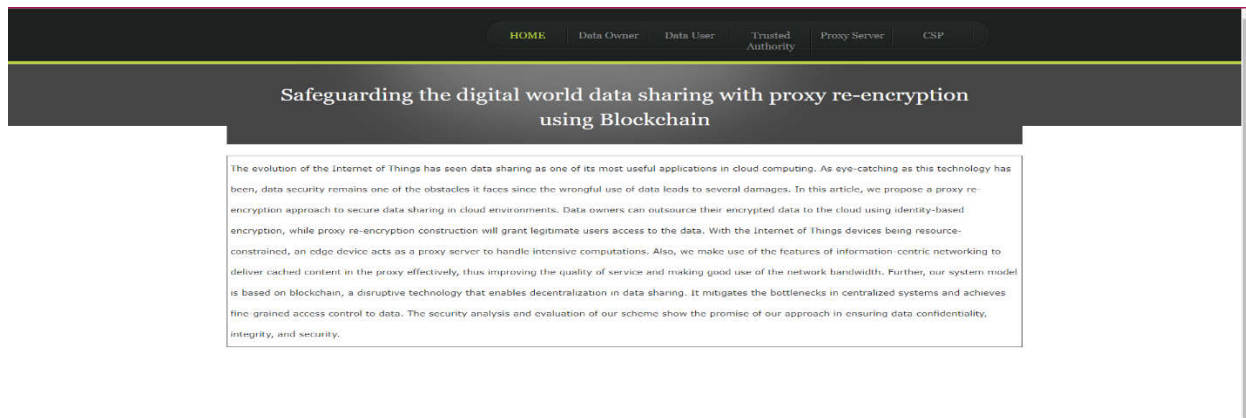 HOME Data Owner Data User Trusted Authority Proxy Server CSP
Safeguarding the digital world data sharing with proxy re-encryption
using Blockchain
The evolution of the Internet of Things has seen data sharing as one of its most useful applications in cloud computing. As eye-catching as this technology has
been, data security remains one of the obstacles it faces since the wrongful use of data leads to several damages. In this article, we propose a proxy re-
encryption approach to secure data sharing in cloud environments. Data owners can outsource their encrypted data to the cloud using identity-based
encryption, while proxy re-encryption construction will grant legitimate users access to the data. With the Internet of Things devices being resource-
constrained, an edge device acts as a proxy server to handle intensive computations. Also, we make use of the features of information-centric networking to
deliver cached content in the proxy effectively, thus improving the quality of service and making good use of the network bandwidth. Further, our system model
is based on blockchain, a disruptive technology that enables decentralization in data sharing. It mitigates the bottlenecks in centralized systems and achieves
fine-grained access control to data. The security analysis and evaluation of our scheme show the promise of our approach in ensuring data confidentiality,
integrity, and security.